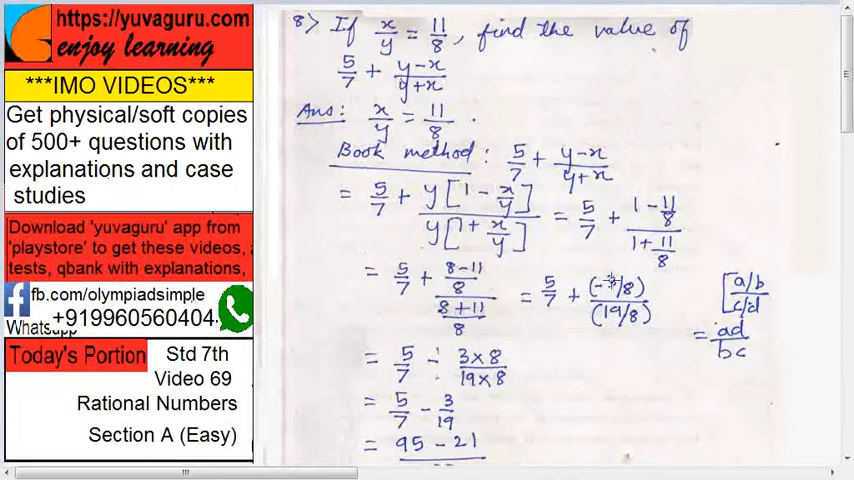 https://yuvaguru.com
enjoy learning
***IMO VIDEOS***
Get physical/soft copies
of 500+ questions with
explanations and case
studies
Download 'yuvaguru' app from
'playstore' to get these videos,
tests, qbank with explanations,
fb.com/olympiadsimple
Whatsupp
+919960560404
Today's Portion Std 7th
Video 69
Rational Numbers
Section A (Easy)
8> If x/y = 11/8, find the value of
5/7 + (y-x)/(y+x)
Ans: x/y = 11/8 .
Book method: 5/7 + (y-x)/(y+x)
= 5/7 + y[1 - x/y] / y[1 + x/y] = 5/7 + (1 - 11/8)/(1 + 11/8)
= 5/7 + ((8-11)/8)/((8+11)/8) = 5/7 + (-3/8)/(19/8) [a/b / c/d
= ad/bc
= 5/7 - (3×8)/(19×8)
= 5/7 - 3/19
= 95 - 21